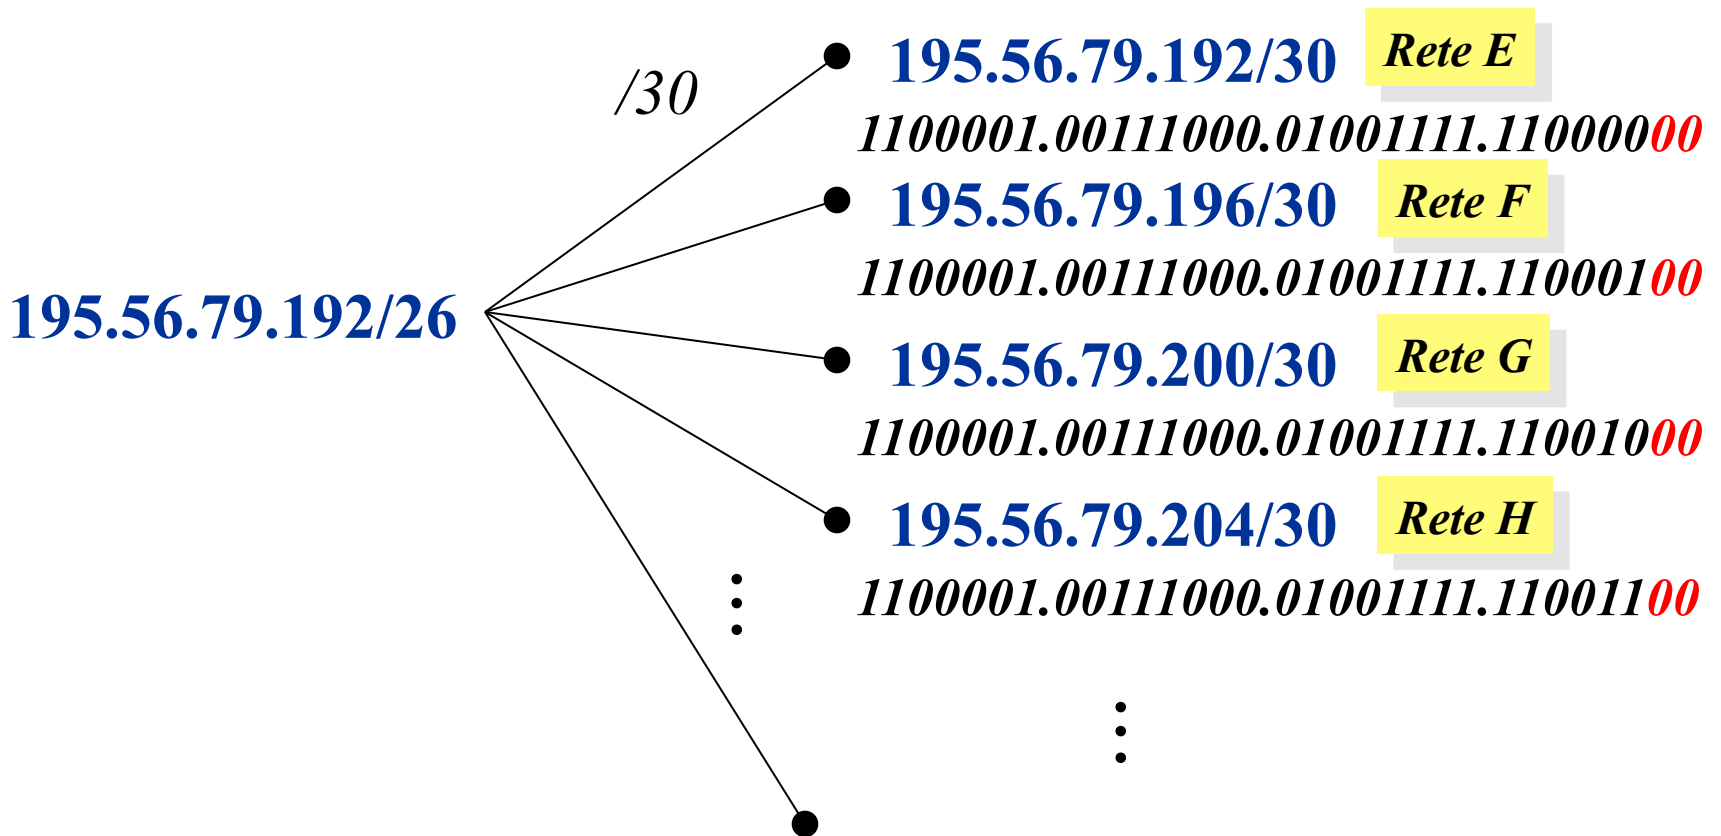 195.56.79.192/30 Rete E
/30
1100001.00111000.01001111.11000000
195.56.79.196/30 Rete F
1100001.00111000.01001111.11000100
195.56.79.192/26
195.56.79.200/30 Rete G
1100001.00111000.01001111.11001000
195.56.79.204/30 Rete H
1100001.00111000.01001111.11001100